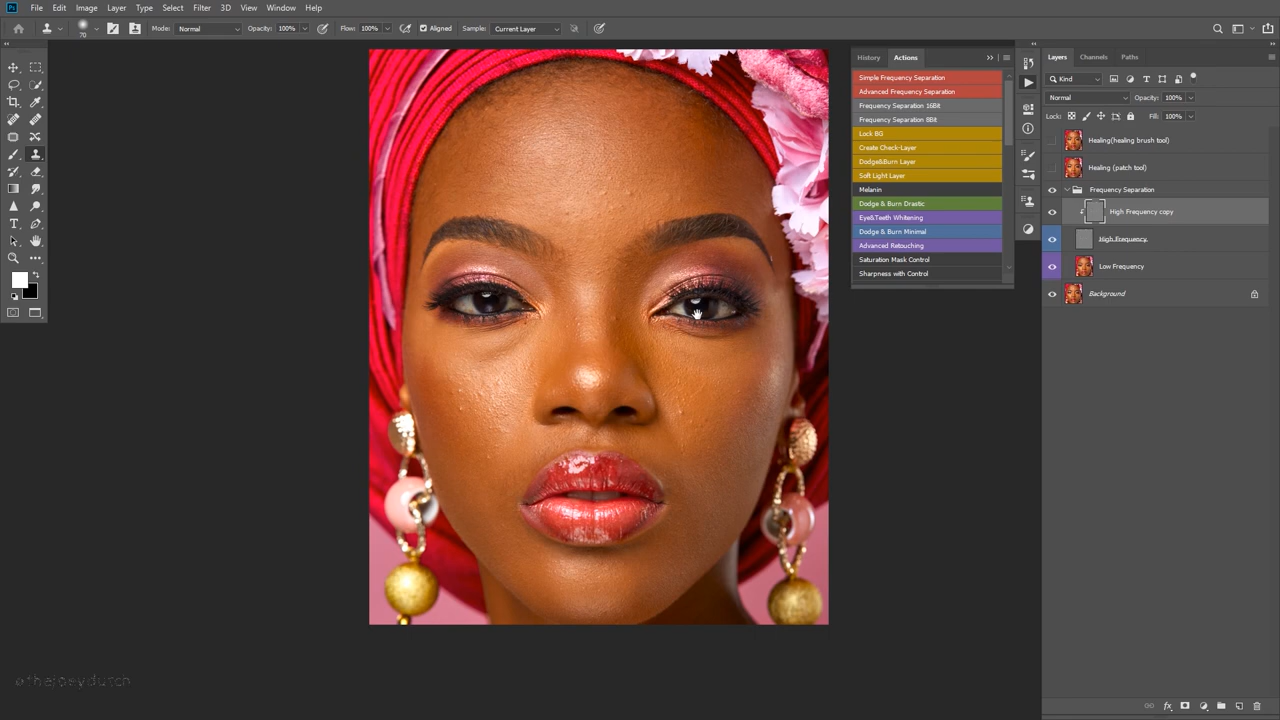 Ps File Edit Image Layer Type Select Filter 3D View Window Help
70 Mode: Normal Opacity: 100% Flow: 100% Aligned Sample: Current Layer
History Actions
Simple Frequency Separation
Advanced Frequency Separation
Frequency Separation 16Bit
Frequency Separation 8Bit
Lock BG
Create Check-Layer
Dodge&Burn Layer
Soft Light Layer
Melanin
Dodge & Burn Drastic
Eye&Teeth Whitening
Dodge & Burn Minimal
Advanced Retouching
Saturation Mask Control
Sharpness with Control
Layers Channels Paths
Kind
Normal Opacity: 100%
Lock: Fill: 100%
Healing(healing brush tool)
Healing (patch tool)
Frequency Separation
High Frequency copy
High Frequency
Low Frequency
Background
@thejoeydutch